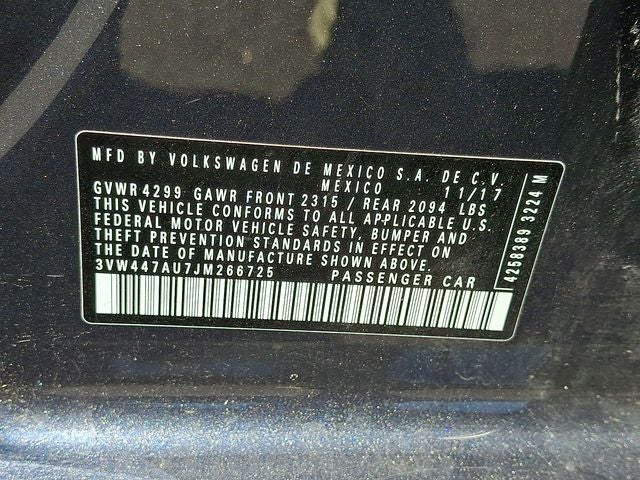 MFD BY VOLKSWAGEN DE MEXICO S.A. DE C.V.
MEXICO 11/17
GVWR 4299 GAWR FRONT 2315 / REAR 2094 LBS
THIS VEHICLE CONFORMS TO ALL APPLICABLE U.S.
FEDERAL MOTOR VEHICLE SAFETY, BUMPER AND
THEFT PREVENTION STANDARDS IN EFFECT ON
THE DATE OF MANUFACTURE SHOWN ABOVE.
3VW447AU7JM266725 PASSENGER CAR
4258389 3224 M